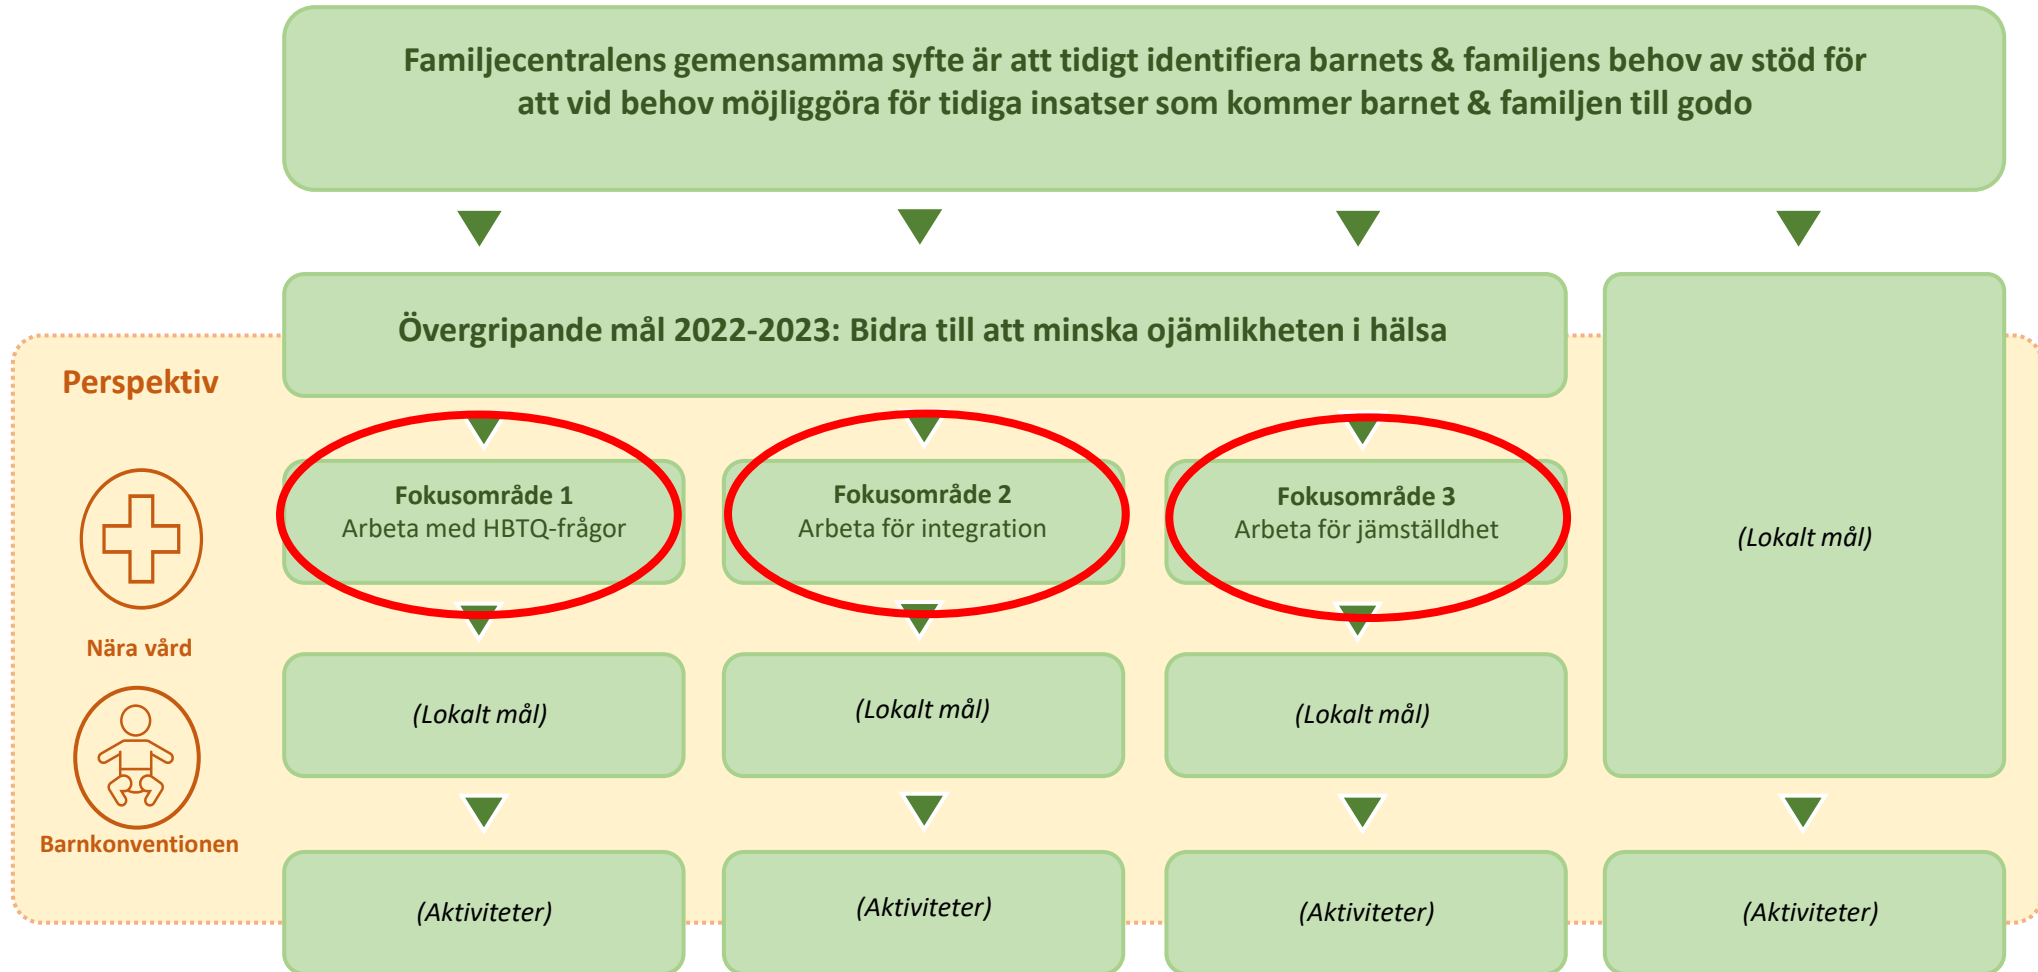 Familjecentralens gemensamma syfte är att tidigt identifiera barnets & familjens behov av stöd för
att vid behov möjliggöra för tidiga insatser som kommer barnet & familjen till godo
Övergripande mål 2022-2023: Bidra till att minska ojämlikheten i hälsa
Perspektiv
Fokusområde 1
Arbeta med HBTQ-frågor
Fokusområde 2
Arbeta för integration
Fokusområde 3
Arbeta för jämställdhet
(Lokalt mål)
Nära vård
(Lokalt mål)
(Lokalt mål)
(Lokalt mål)
Barnkonventionen
(Aktiviteter)
(Aktiviteter)
(Aktiviteter)
(Aktiviteter)